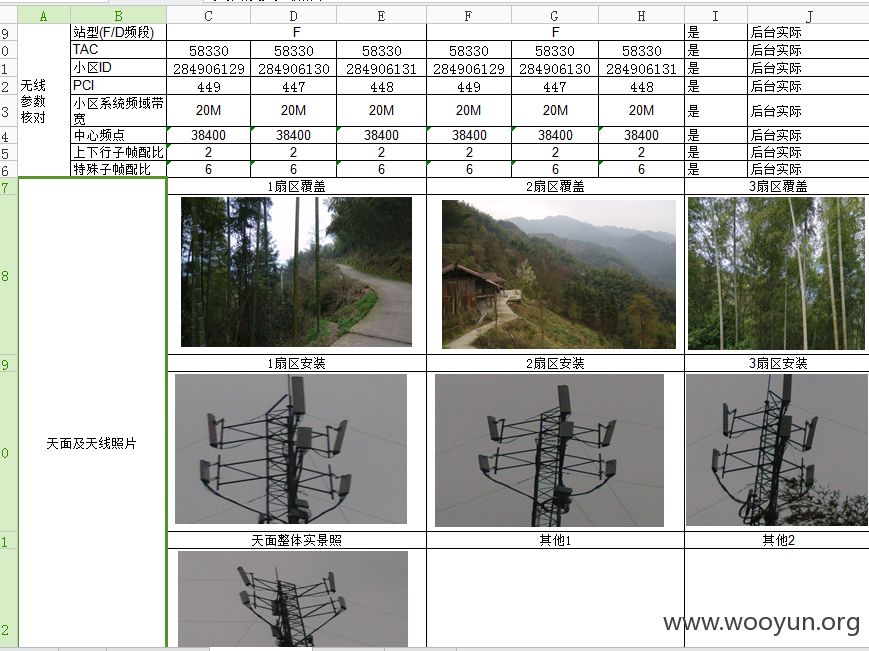 A B C D E F G H I J
9 站型(F/D频段) F F 是 后台实际
0 TAC 58330 58330 58330 58330 58330 58330 是 后台实际
1 小区ID 284906129 284906130 284906131 284906129 284906130 284906131 是 后台实际
2 PCI 449 447 448 449 447 448 是 后台实际
无线
参数
核对
3 小区系统频域带
宽 20M 20M 20M 20M 20M 20M 是 后台实际
4 中心频点 38400 38400 38400 38400 38400 38400 是 后台实际
5 上下行子帧配比 2 2 2 2 2 2 是 后台实际
6 特殊子帧配比 6 6 6 6 6 6 是 后台实际
7 1扇区覆盖 2扇区覆盖 3扇区覆盖
8
9 1扇区安装 2扇区安装 3扇区安装
0 天面及天线照片
1 天面整体实景照 其他1 其他2
2
www.wooyun.org